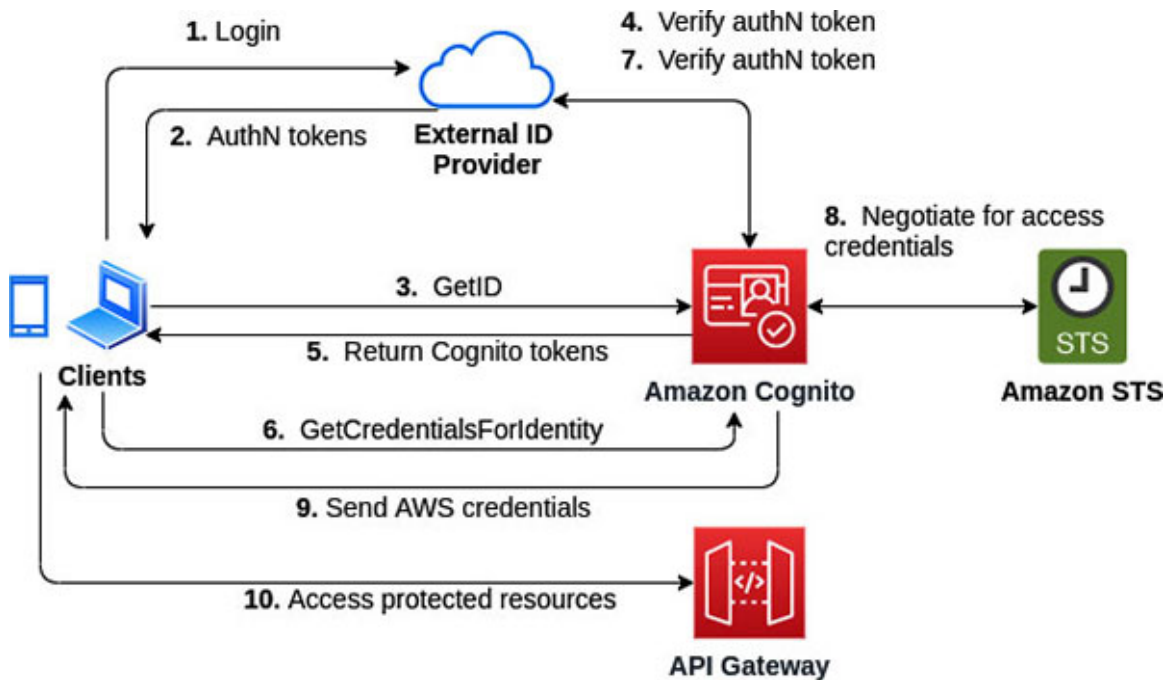 1. Login
4. Verify authN token
7. Verify authN token
2. AuthN tokens
External ID
Provider
8. Negotiate for access
credentials
3. GetID
STS
5. Return Cognito tokens
Clients
Amazon Cognito
Amazon STS
6. GetCredentialsForIdentity
9. Send AWS credentials
</>
10. Access protected resources
API Gateway